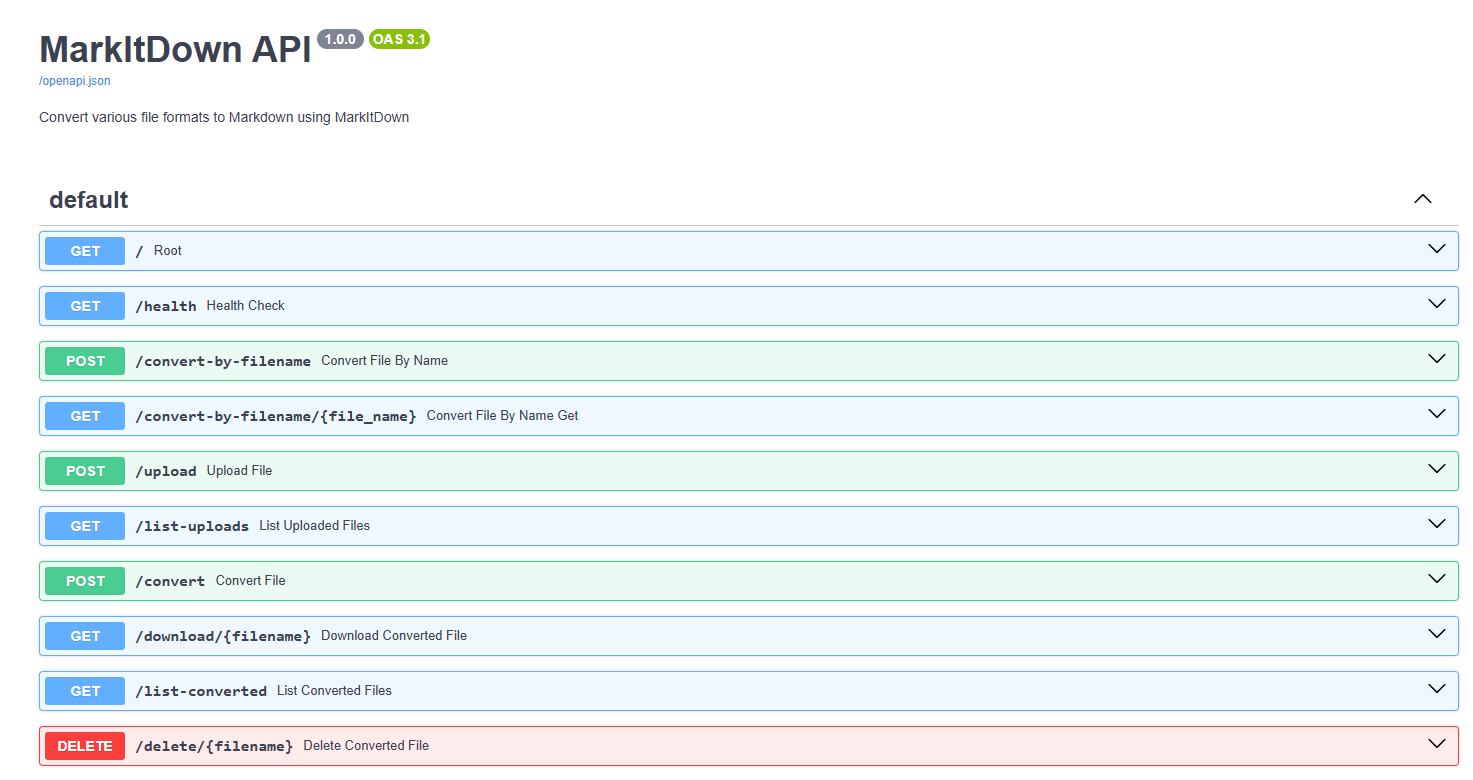 MarkItDown API 1.0.0 OAS 3.1
/openapi.json
Convert various file formats to Markdown using MarkItDown
default
GET / Root
GET /health Health Check
POST /convert-by-filename Convert File By Name
GET /convert-by-filename/{file_name} Convert File By Name Get
POST /upload Upload File
GET /list-uploads List Uploaded Files
POST /convert Convert File
GET /download/{filename} Download Converted File
GET /list-converted List Converted Files
DELETE /delete/{filename} Delete Converted File